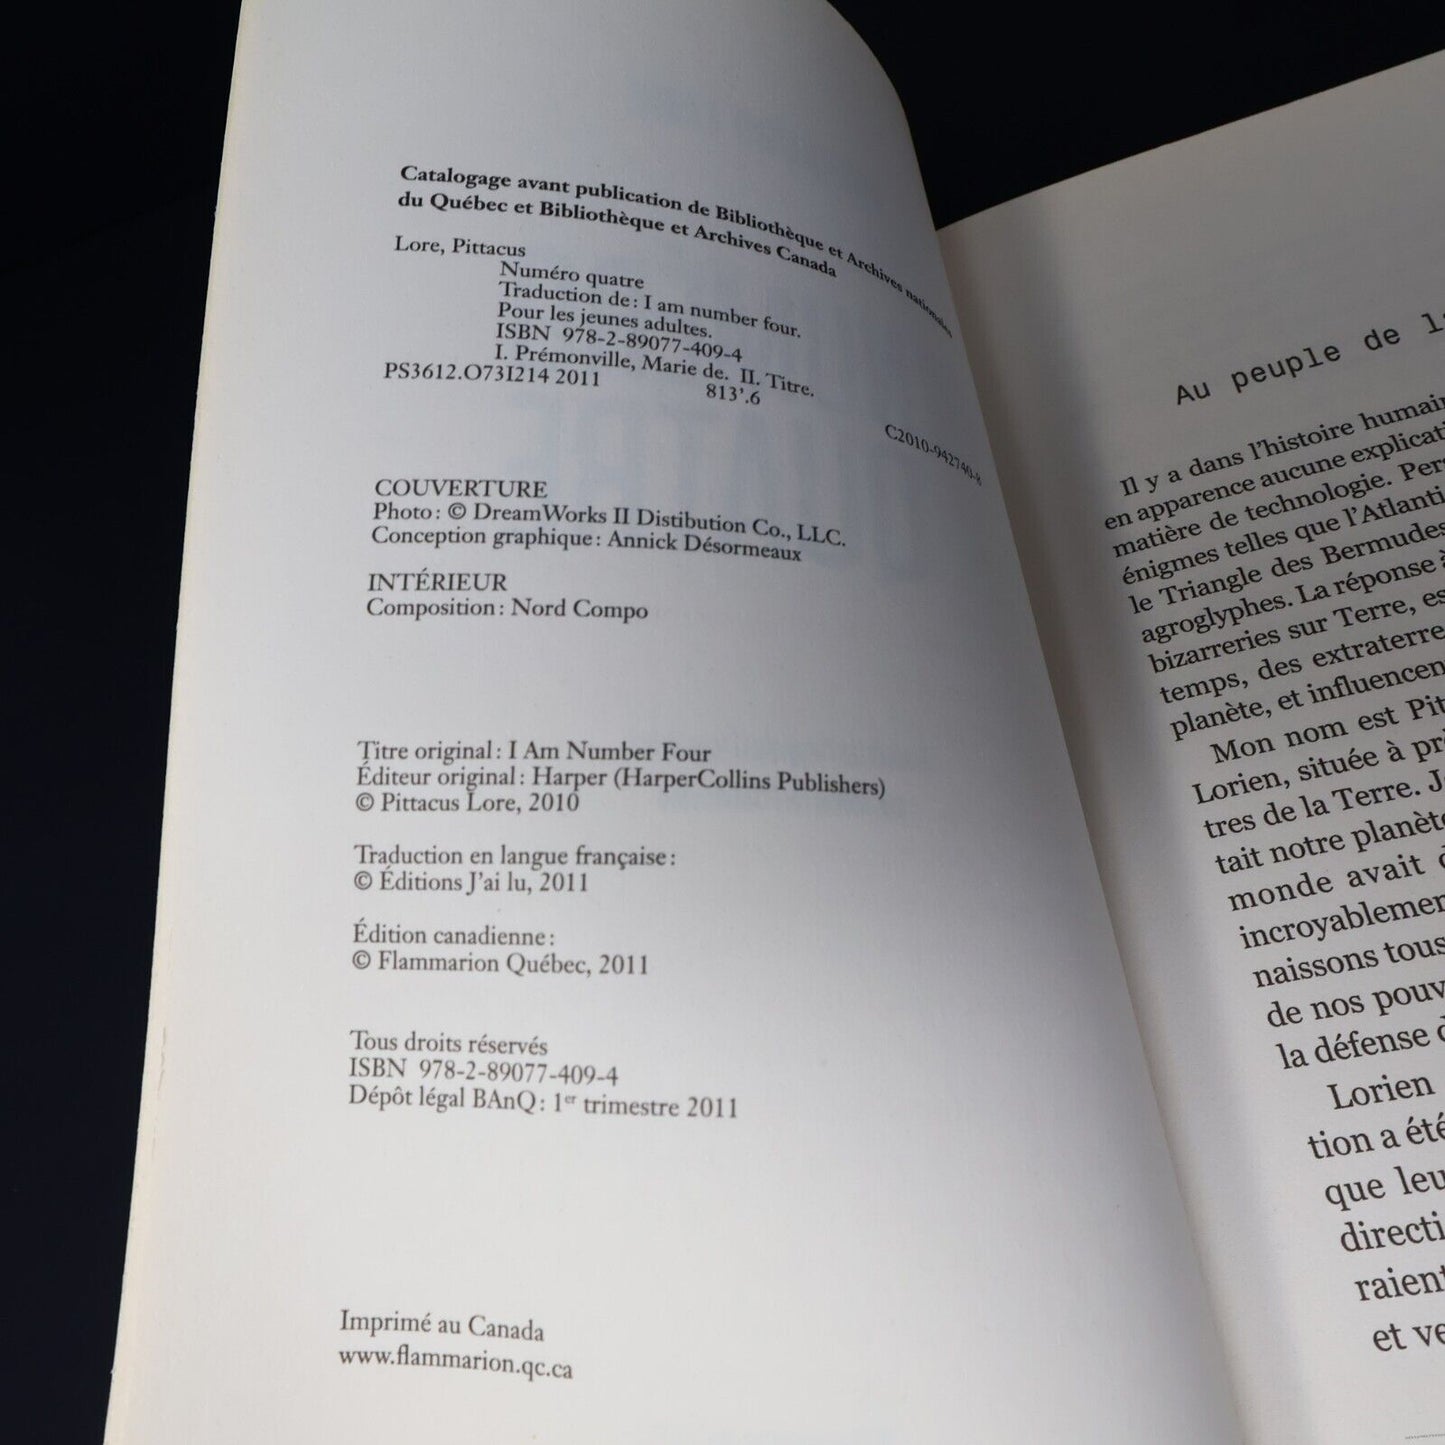 Catalogage avant publication de Bibliothèque et Archives nationales
du Québec et Bibliothèque et Archives Canada
Lore, Pittacus
Numéro quatre
Traduction de : I am number four.
Pour les jeunes adultes.
ISBN 978-2-89077-409-4
I. Prémonville, Marie de. II. Titre.
PS3612.O73I214 2011 813'.6
C2010-942740-8
COUVERTURE
Photo : © DreamWorks II Distibution Co., LLC.
Conception graphique : Annick Désormeaux
INTÉRIEUR
Composition : Nord Compo
Titre original : I Am Number Four
Éditeur original : Harper (HarperCollins Publishers)
© Pittacus Lore, 2010
Traduction en langue française :
© Éditions J'ai lu, 2011
Édition canadienne :
© Flammarion Québec, 2011
Tous droits réservés
ISBN 978-2-89077-409-4
Dépôt légal BAnQ : 1er trimestre 2011
Imprimé au Canada
www.flammarion.qc.ca
Au peuple de
Il y a dans l'histoire humain
en apparence aucune explicati
matière de technologie. Pers
énigmes telles que l'Atlanti
le Triangle des Bermudes
agroglyphes. La réponse à
bizarreries sur Terre, es
temps, des extraterre
planète, et influencen
Mon nom est Pit
Lorien, située à pr
tres de la Terre. J
tait notre planète
monde avait
incroyablemen
naissons tous
de nos pouv
la défense d
Lorien
tion a été
que leu
directi
raient
et ve